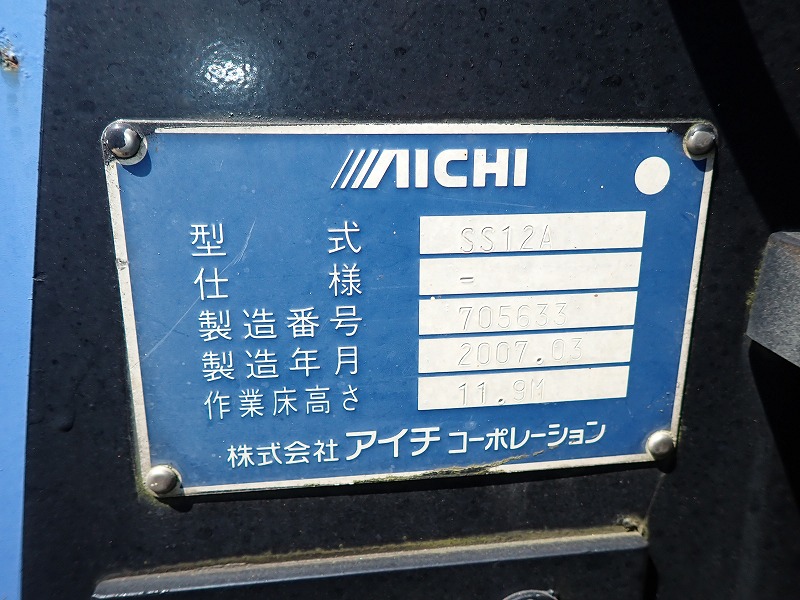 AICHI
型式 SS12A
仕様 -
製造番号 705633
製造年月 2007.03
作業床高さ 11.9M
株式会社 アイチ コーポレーション